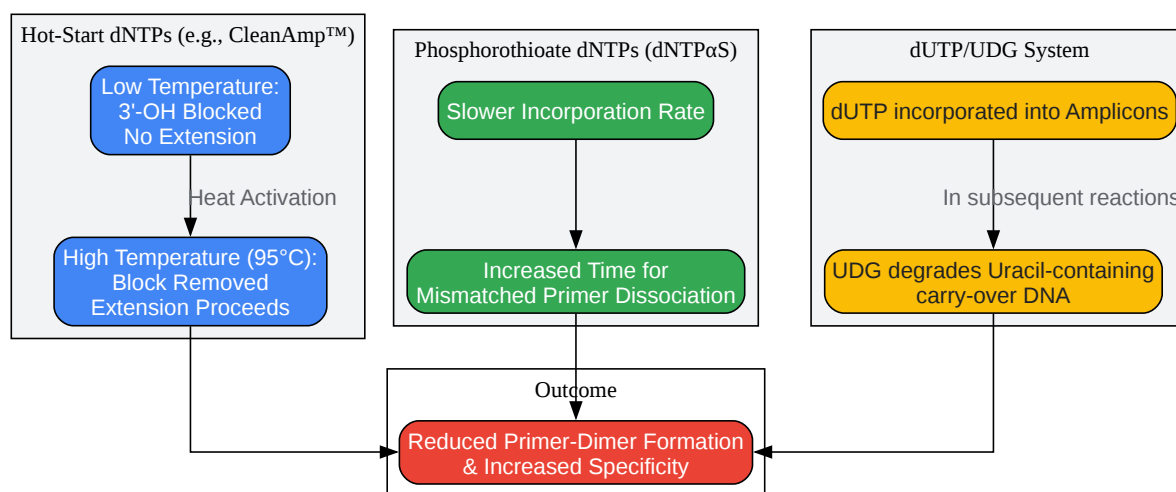 Hot-Start dNTPs (e.g., CleanAmp™)
Low Temperature:
3'-OH Blocked
No Extension
Heat Activation
High Temperature (95°C):
Block Removed
Extension Proceeds
Phosphorothioate dNTPs (dNTPαS)
Slower Incorporation Rate
Increased Time for
Mismatched Primer Dissociation
dUTP/UDG System
dUTP incorporated into Amplicons
In subsequent reactions
UDG degrades Uracil-containing
carry-over DNA
Outcome
Reduced Primer-Dimer Formation
& Increased Specificity